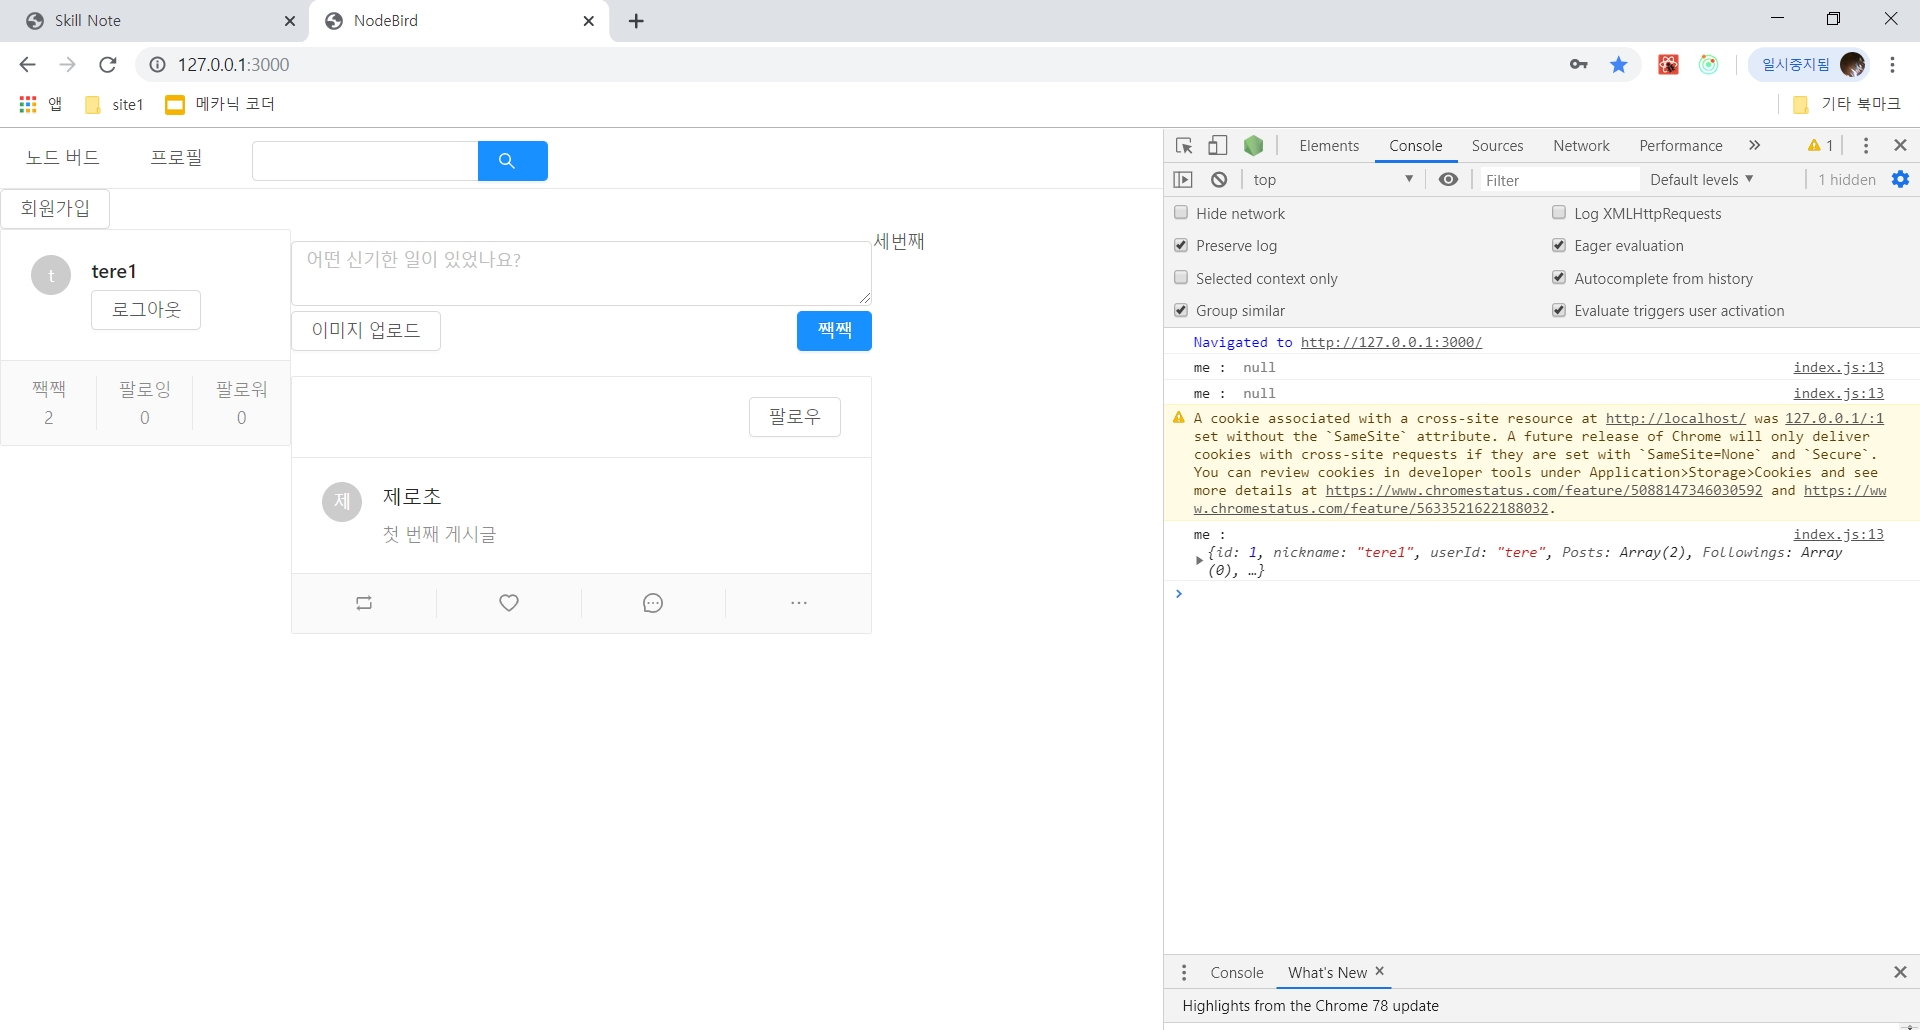 Skill Note
NodeBird
127.0.0.1:3000
일시중지됨
앱
site1
메카닉 코더
기타 북마크
노드 버드
프로필
회원가입
t
tere1
로그아웃
짹짹
2
팔로잉
0
팔로워
0
어떤 신기한 일이 있었나요?
이미지 업로드
짹짹
세번째
팔로우
제
제로초
첫 번째 게시글
Elements
Console
Sources
Network
Performance
1
top
Filter
Default levels
1 hidden
Hide network
Log XMLHttpRequests
Preserve log
Eager evaluation
Selected context only
Autocomplete from history
Group similar
Evaluate triggers user activation
Navigated to http://127.0.0.1:3000/
me : null index.js:13
me : null index.js:13
A cookie associated with a cross-site resource at http://localhost/ was 127.0.0.1/:1
set without the `SameSite` attribute. A future release of Chrome will only deliver
cookies with cross-site requests if they are set with `SameSite=None` and `Secure`.
You can review cookies in developer tools under Application>Storage>Cookies and see
more details at https://www.chromestatus.com/feature/5088147346030592 and https://ww
w.chromestatus.com/feature/5633521622188032.
me : index.js:13
{id: 1, nickname: "tere1", userId: "tere", Posts: Array(2), Followings: Array
(0), …}
Console
What's New
Highlights from the Chrome 78 update